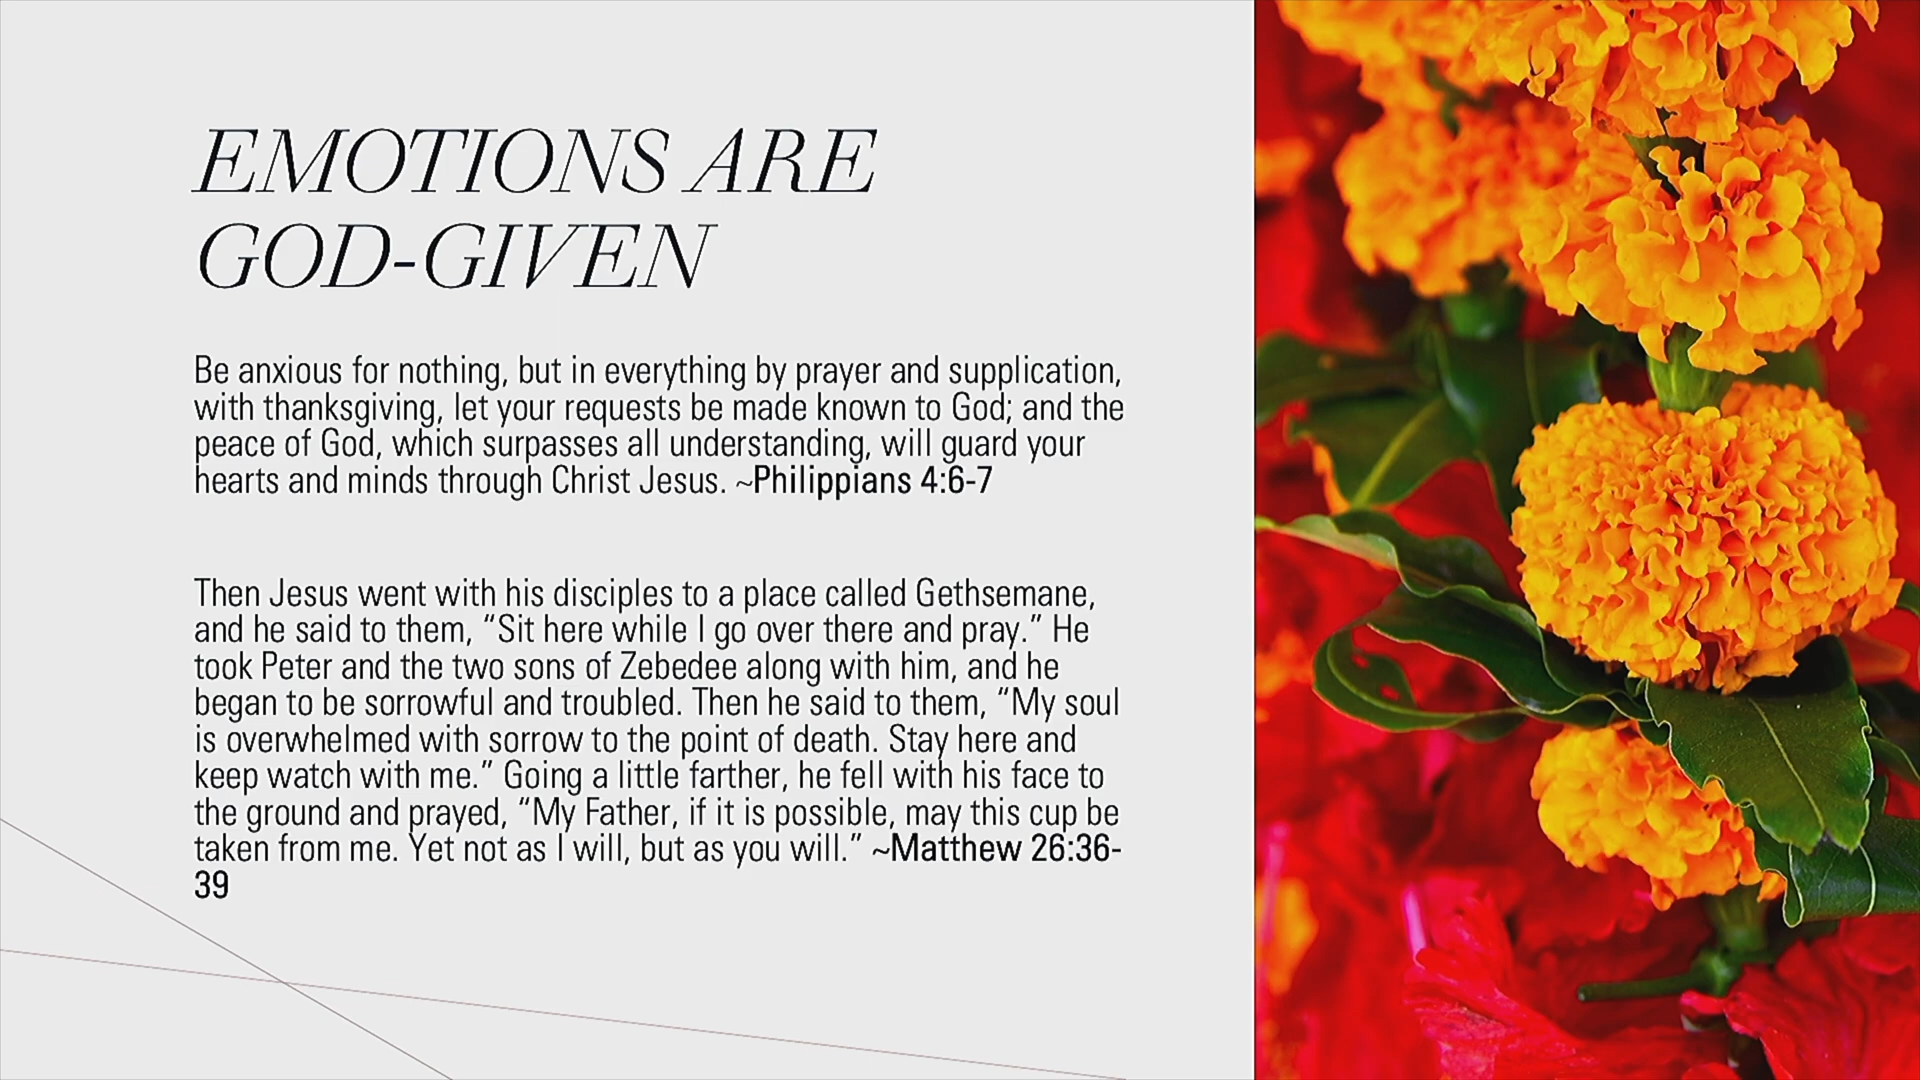 EMOTIONS ARE
GOD-GIVEN
Be anxious for nothing, but in everything by prayer and supplication,
with thanksgiving, let your requests be made known to God; and the
peace of God, which surpasses all understanding, will guard your
hearts and minds through Christ Jesus. ~Philippians 4:6-7
Then Jesus went with his disciples to a place called Gethsemane,
and he said to them, “Sit here while I go over there and pray.” He
took Peter and the two sons of Zebedee along with him, and he
began to be sorrowful and troubled. Then he said to them, “My soul
is overwhelmed with sorrow to the point of death. Stay here and
keep watch with me.” Going a little farther, he fell with his face to
the ground and prayed, “My Father, if it is possible, may this cup be
taken from me. Yet not as I will, but as you will.” ~Matthew 26:36-
39